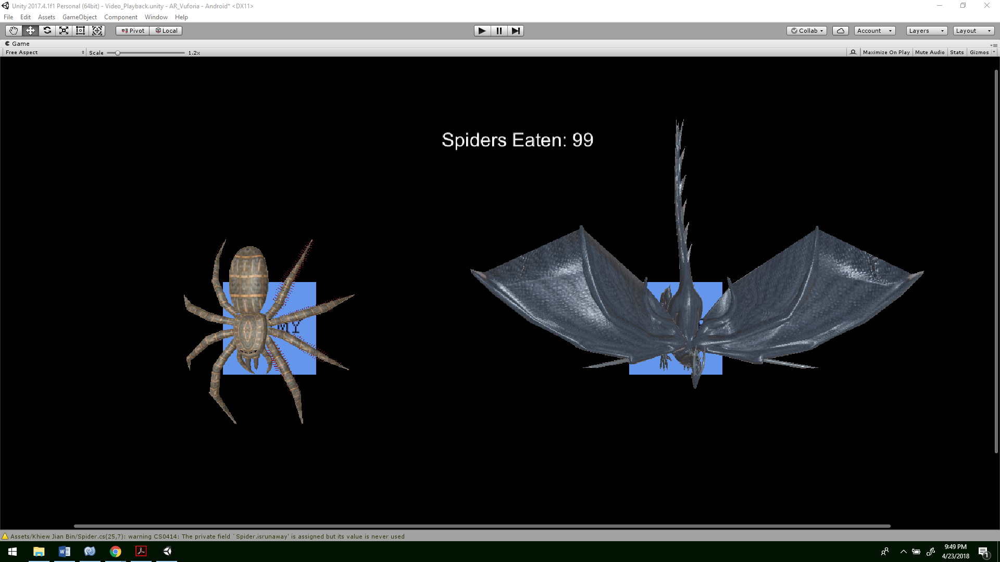 Unity 2017.4.1f1 Personal (64bit) - Video_Playback.unity - AR_Vuforia - Android* <DX11>
File Edit Assets GameObject Component Window Help
Pivot Local Collab Account Layers Layout
Game
Free Aspect Scale 1.2x Maximize On Play Mute Audio Stats Gizmos
Spiders Eaten: 99
MY
Assets/Khiew Jian Bin/Spider.cs(25,7): warning CS0414: The private field `Spider.isrunaway' is assigned but its value is never used
9:49 PM
4/23/2018
1